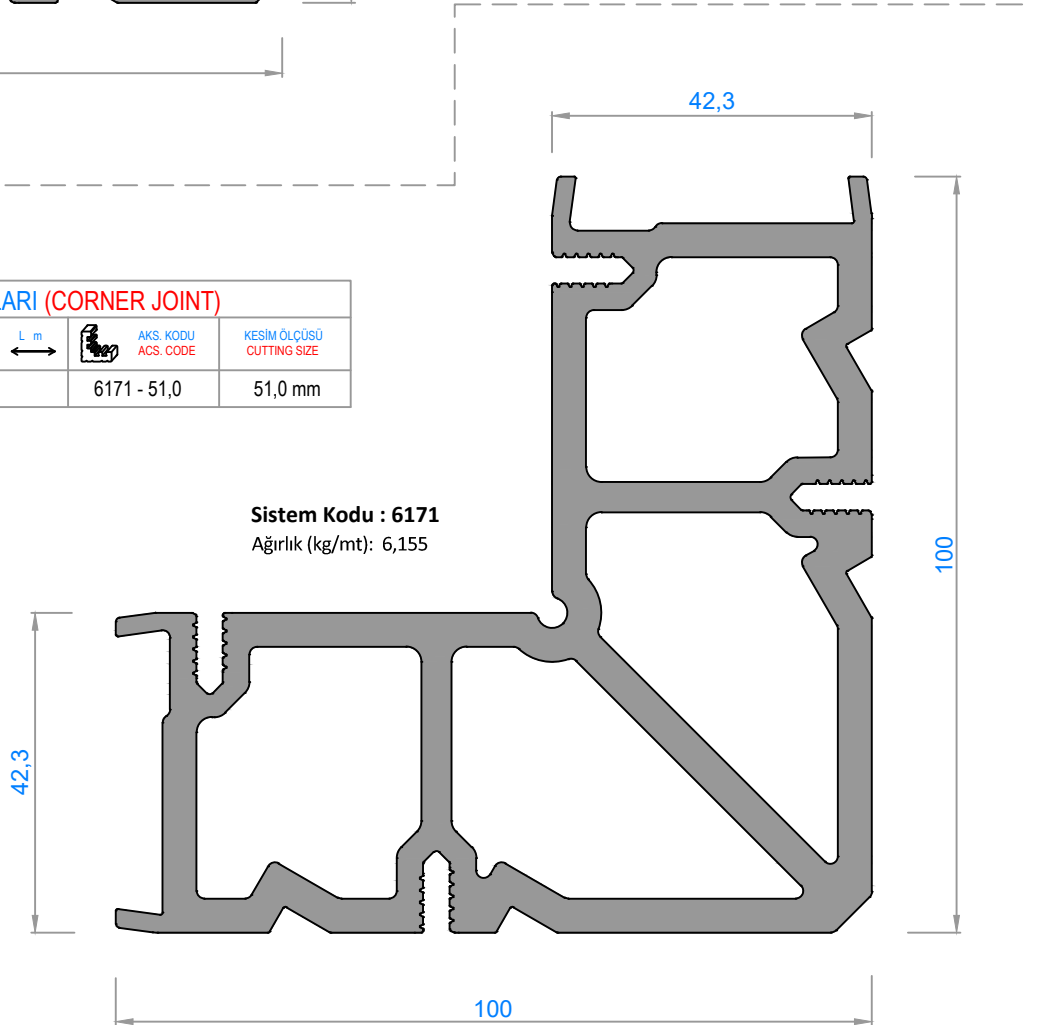 42,3
LARI (CORNER JOINT)
L m
AKS. KODU
ACS. CODE
KESİM ÖLÇÜSÜ
CUTTING SIZE
6171 - 51,0
51,0 mm
Sistem Kodu : 6171
Ağırlık (kg/mt): 6,155
100
42,3
100